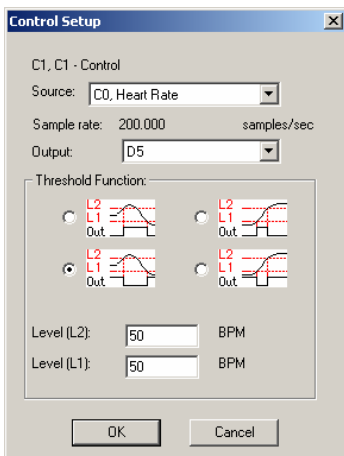 Control Setup
C1, C1 - Control
Source: C0, Heart Rate
Sample rate: 200.000 samples/sec
Output: D5
Threshold Function:
L2 L2
L1 L1
Out Out
L2 L2
L1 L1
Out Out
Level (L2): 50 BPM
Level (L1): 50 BPM
OK Cancel